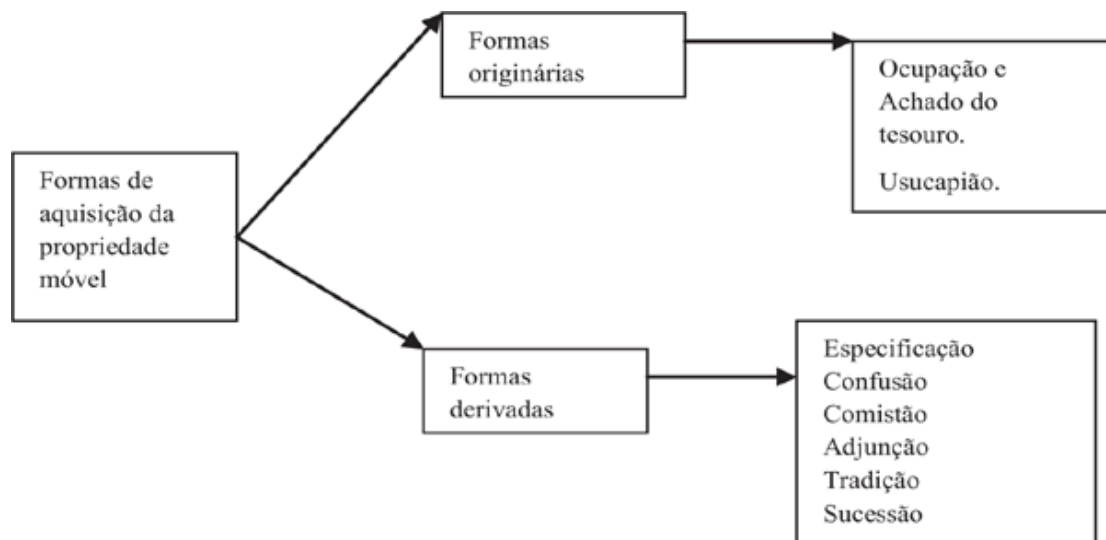 Formas de
aquisição da
propriedade
móvel
Formas
originárias
Ocupação e
Achado do
tesouro.
Usucapião.
Formas
derivadas
Especificação
Confusão
Comistão
Adjunção
Tradição
Sucessão